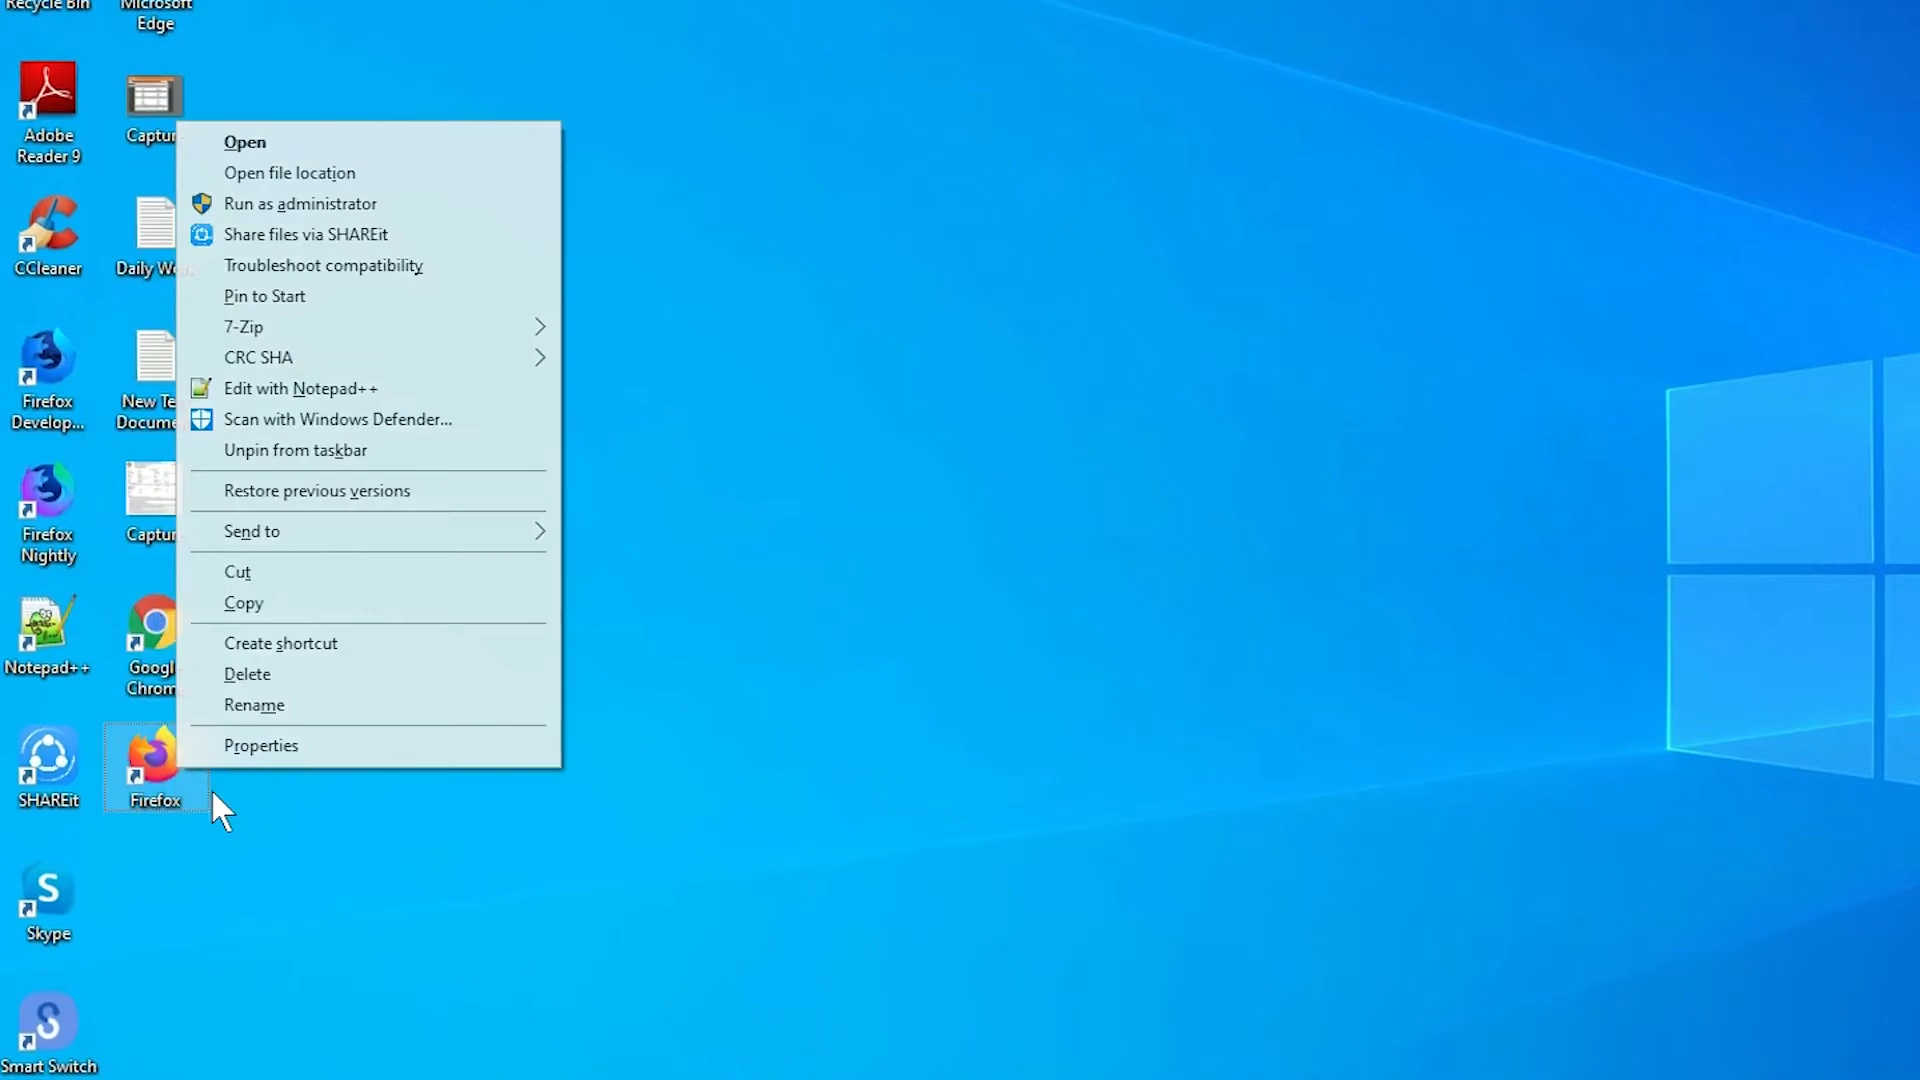 Recycle Bin
Microsoft
Edge
Adobe
Reader 9
Captur
CCleaner
Daily Wo
Firefox
Develop...
New Te
Docume
Firefox
Nightly
Captur
Notepad++
Googl
Chrom
SHAREit
Firefox
Skype
Smart Switch
Open
Open file location
Run as administrator
Share files via SHAREit
Troubleshoot compatibility
Pin to Start
7-Zip
CRC SHA
Edit with Notepad++
Scan with Windows Defender...
Unpin from taskbar
Restore previous versions
Send to
Cut
Copy
Create shortcut
Delete
Rename
Properties